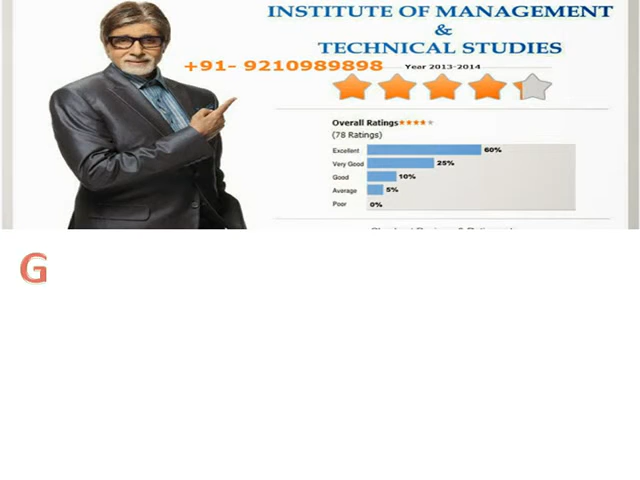 INSTITUTE OF MANAGEMENT
&
TECHNICAL STUDIES
+91- 9210989898
Year 2013-2014
Overall Ratings
(78 Ratings)
Excellent 60%
Very Good 25%
Good 10%
Average 5%
Poor 0%
G